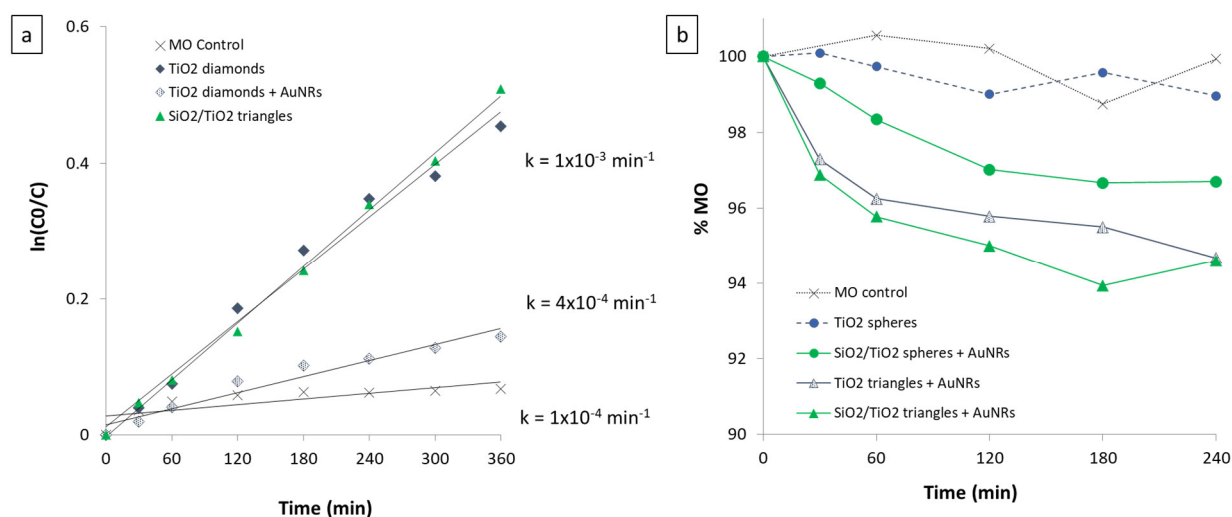 a
0.6
0.4
0.2
0
ln(C0/C)
MO Control
TiO2 diamonds
TiO2 diamonds + AuNRs
SiO2/TiO2 triangles
k = 1x10⁻³ min⁻¹
k = 4x10⁻⁴ min⁻¹
k = 1x10⁻⁴ min⁻¹
0 60 120 180 240 300 360
Time (min)
b
100
98
96
94
92
90
% MO
MO control
TiO2 spheres
SiO2/TiO2 spheres + AuNRs
TiO2 triangles + AuNRs
SiO2/TiO2 triangles + AuNRs
0 60 120 180 240
Time (min)